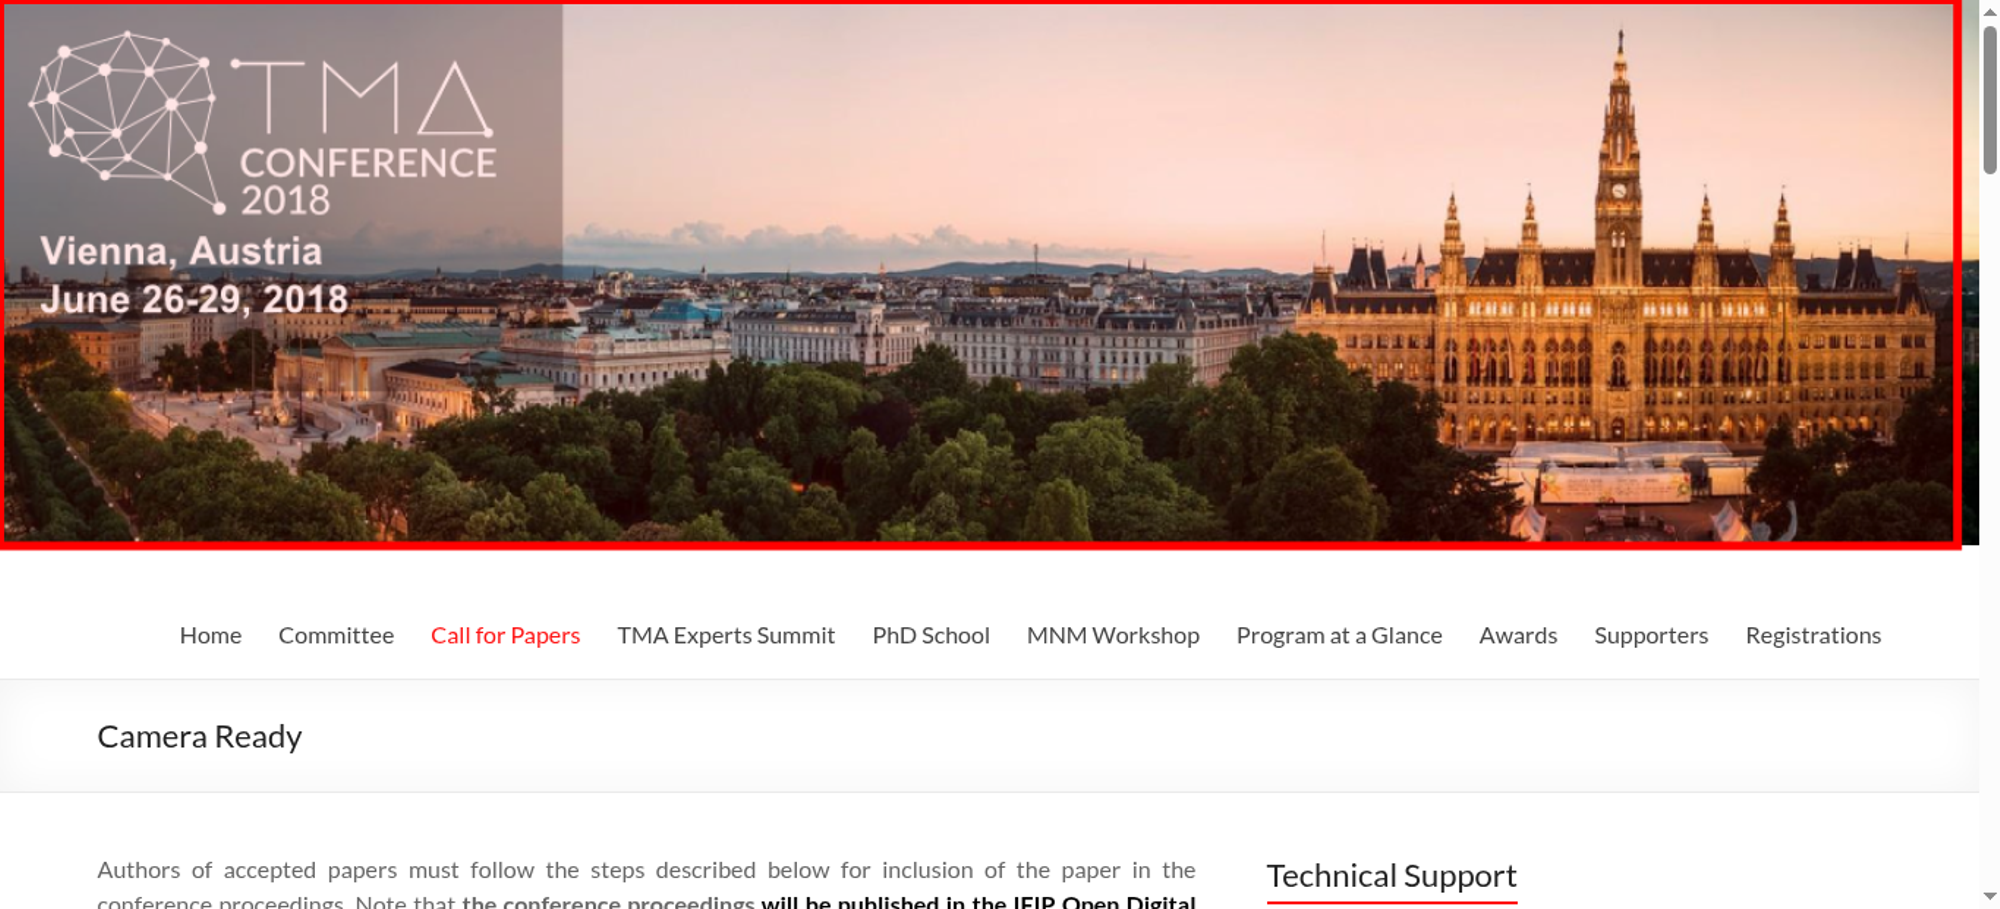 TMA
CONFERENCE
2018
Vienna, Austria
June 26-29, 2018
Home Committee Call for Papers TMA Experts Summit PhD School MNM Workshop Program at a Glance Awards Supporters Registrations
Camera Ready
Authors of accepted papers must follow the steps described below for inclusion of the paper in the
conference proceedings. Note that the conference proceedings will be published in the IFIP Open Digital
Technical Support